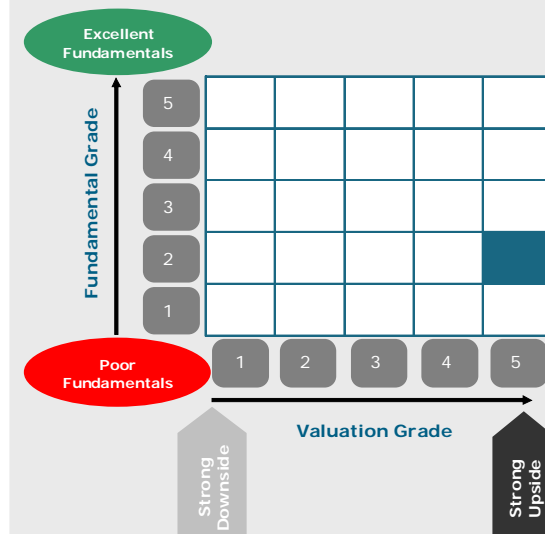 Excellent
Fundamentals
Fundamental Grade
5
4
3
2
1
Poor
Fundamentals
1
2
3
4
5
Valuation Grade
Strong
Downside
Strong
Upside